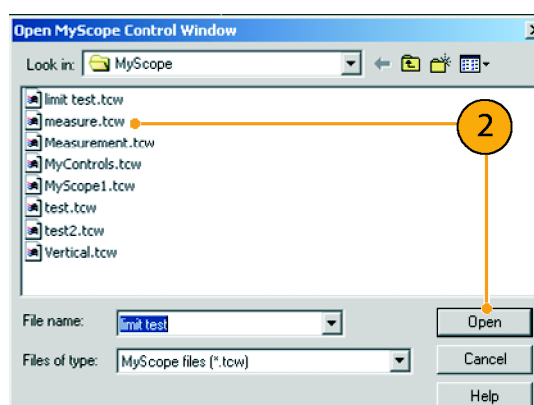 Open MyScope Control Window
Look in: MyScope
limit test.tcw
measure.tcw
2
Measurement.tcw
MyControls.tcw
MyScope1.tcw
test.tcw
test2.tcw
Vertical.tcw
File name: limit test Open
Files of type: MyScope files (*.tcw) Cancel
Help